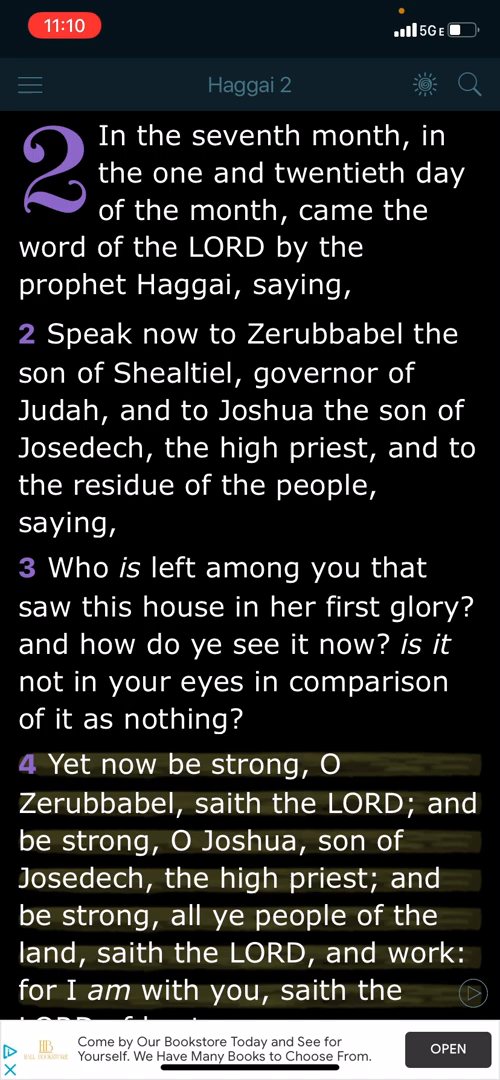 11:10
5GE
Haggai 2
2 In the seventh month, in
the one and twentieth day
of the month, came the
word of the LORD by the
prophet Haggai, saying,
2 Speak now to Zerubbabel the
son of Shealtiel, governor of
Judah, and to Joshua the son of
Josedech, the high priest, and to
the residue of the people,
saying,
3 Who is left among you that
saw this house in her first glory?
and how do ye see it now? is it
not in your eyes in comparison
of it as nothing?
4 Yet now be strong, O
Zerubbabel, saith the LORD; and
be strong, O Joshua, son of
Josedech, the high priest; and
be strong, all ye people of the
land, saith the LORD, and work:
for I am with you, saith the
Come by Our Bookstore Today and See for
Yourself. We Have Many Books to Choose From.
OPEN